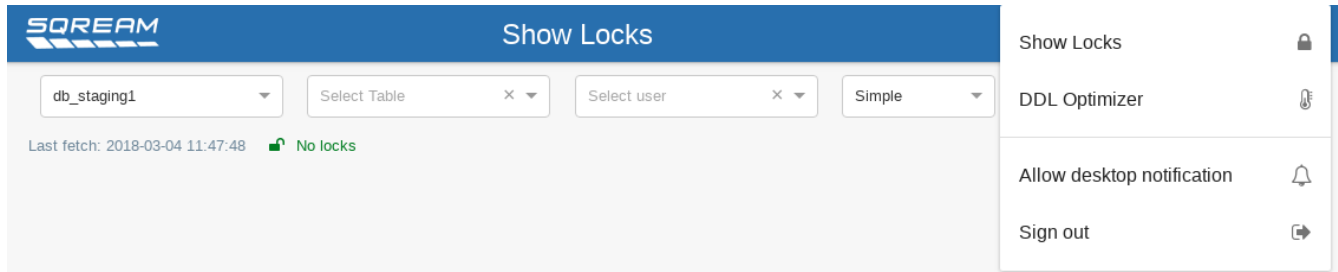 SQREAM
Show Locks
db_staging1
Select Table
Select user
Simple
Last fetch: 2018-03-04 11:47:48
No locks
Show Locks
DDL Optimizer
Allow desktop notification
Sign out